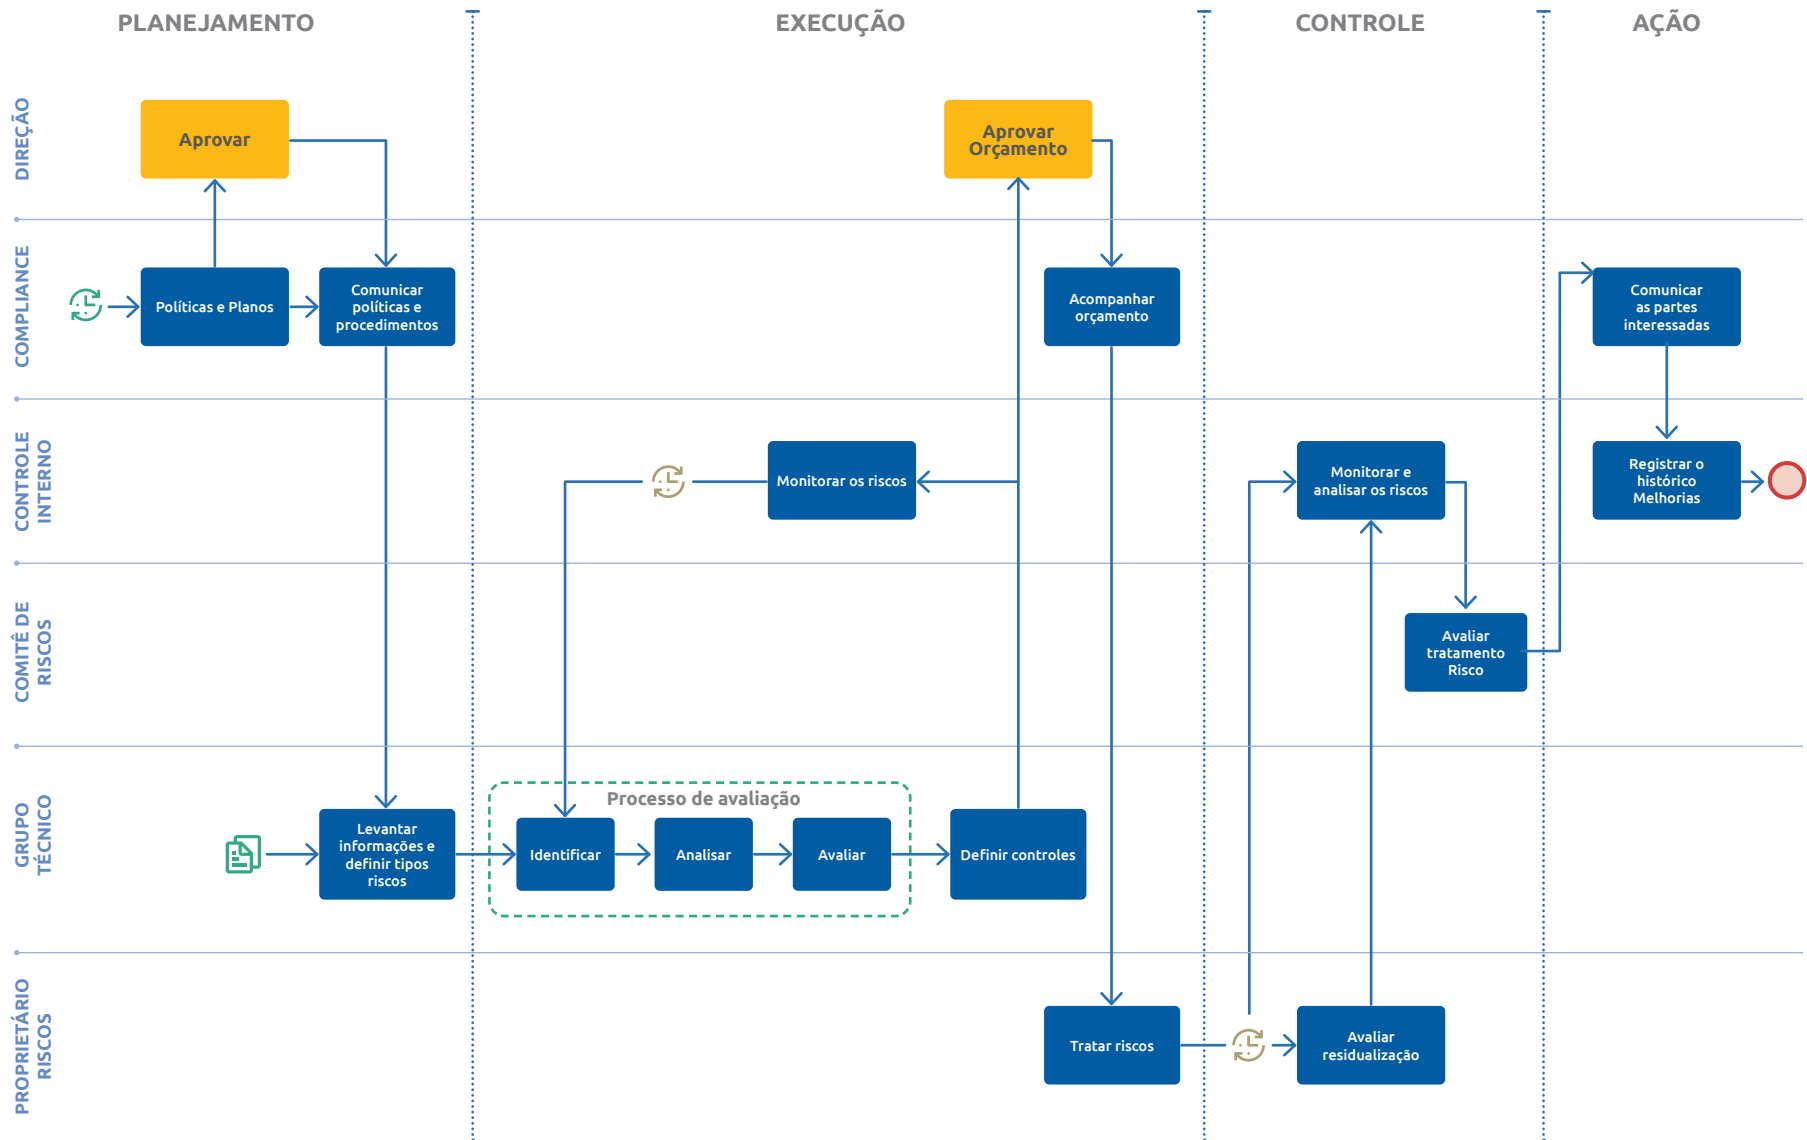 PLANEJAMENTO
EXECUÇÃO
CONTROLE
AÇÃO
DIREÇÃO
Aprovar
Aprovar
Orçamento
COMPLIANCE
Políticas e Planos
Comunicar
políticas e
procedimentos
Acompanhar
orçamento
Comunicar
as partes
interessadas
CONTROLE
INTERNO
Monitorar os riscos
Monitorar e
analisar os riscos
Registrar o
histórico
Melhorias
COMITÊ DE
RISCOS
Avaliar
tratamento
Risco
GRUPO
TÉCNICO
Levantar
informações e
definir tipos
riscos
Processo de avaliação
Identificar
Analisar
Avaliar
Definir controles
PROPRIETÁRIO
RISCOS
Tratar riscos
Avaliar
residualização